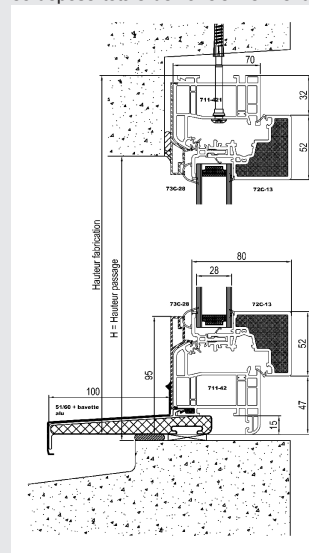 70
711-421
32
52
73C-28
72C-13
Hauteur fabrication
H = Hauteur passage
80
28
73C-28
72C-13
52
95
100
711-42
47
51/60 + bavette
alu
15